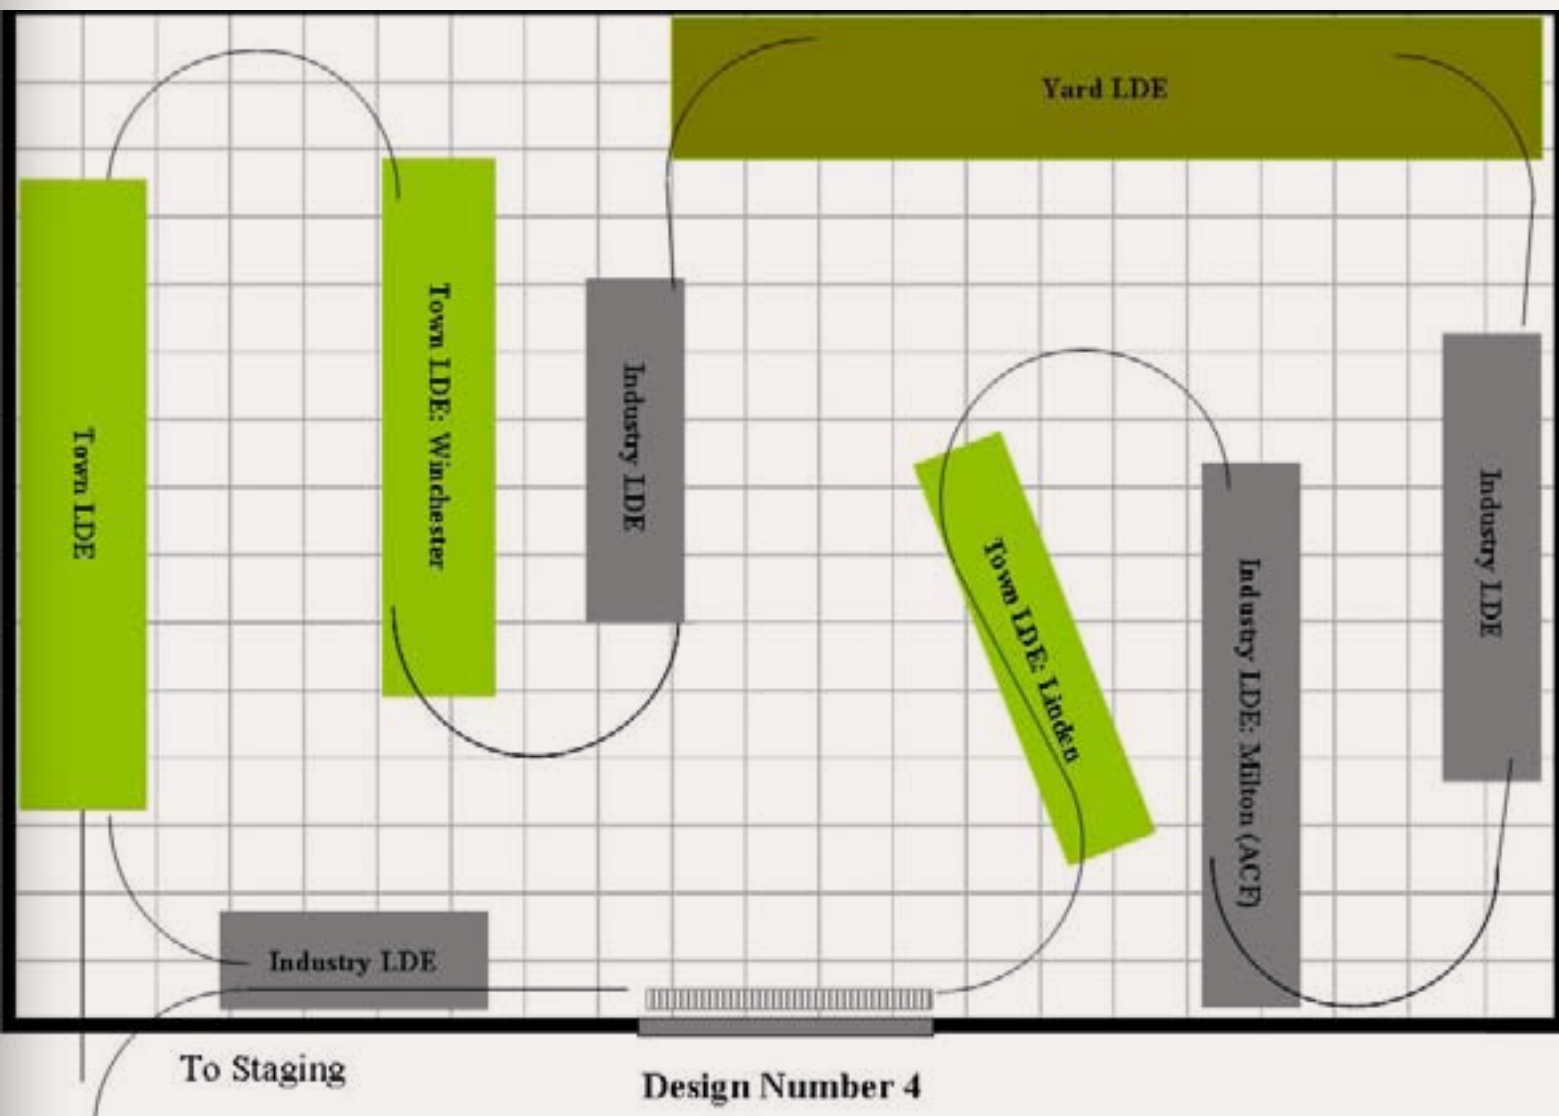 Yard LDE
Town LDE
Town LDE: Winchester
Industry LDE
Town LDE: Linden
Industry LDE: Milton (ACF)
Industry LDE
Industry LDE
To Staging
Design Number 4